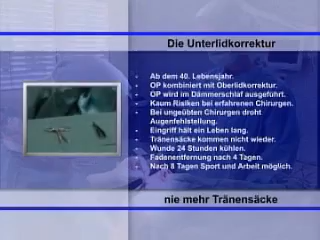 Die Unterlidkorrektur
Ab dem 40. Lebensjahr.
OP kombiniert mit Oberlidkorrektur.
OP wird im Dämmerschlaf ausgeführt.
Kaum Risiken bei erfahrenen Chirurgen.
Bei ungeübten Chirurgen droht
Augenfehlstellung.
Eingriff hält ein Leben lang.
Tränensäcke kommen nicht wieder.
Wunde 24 Stunden kühlen.
Fadenentfernung nach 4 Tagen.
Nach 8 Tagen Sport und Arbeit möglich.
nie mehr Tränensäcke